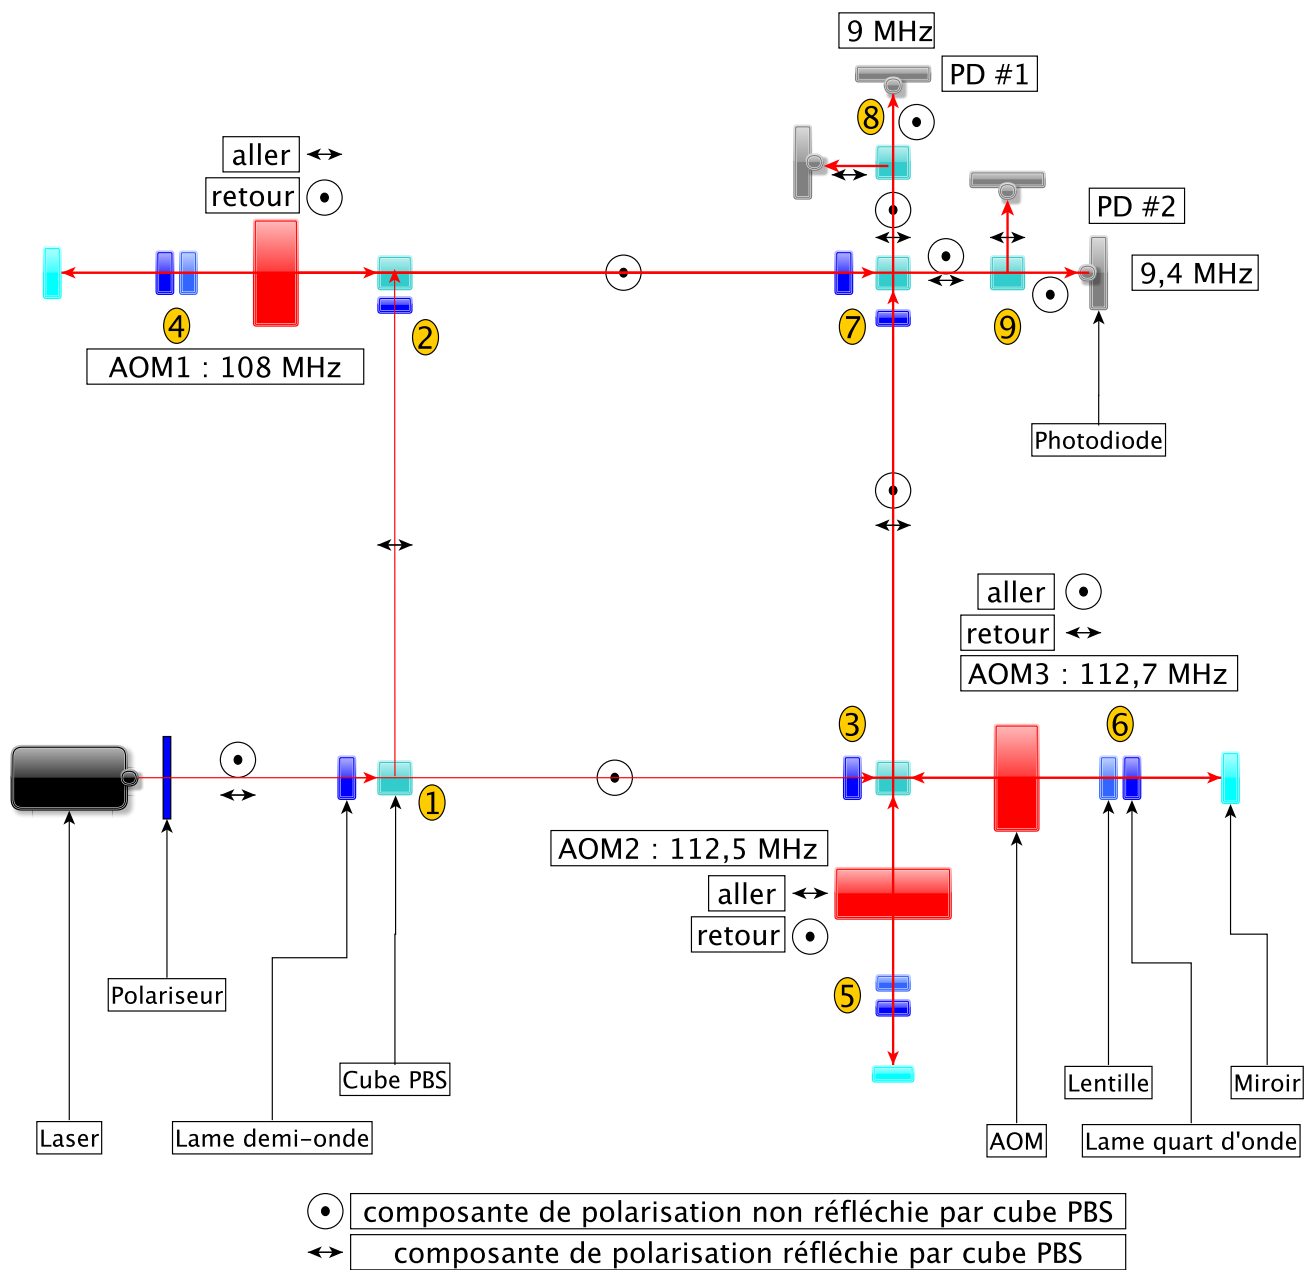 9 MHz
PD #1
8
aller
retour
PD #2
9,4 MHz
4
2
7
9
AOM1 : 108 MHz
Photodiode
aller
retour
AOM3 : 112,7 MHz
3
6
1
AOM2 : 112,5 MHz
aller
retour
5
Polariseur
Cube PBS
Lentille
Miroir
Laser
Lame demi-onde
AOM
Lame quart d'onde
composante de polarisation non réfléchie par cube PBS
composante de polarisation réfléchie par cube PBS